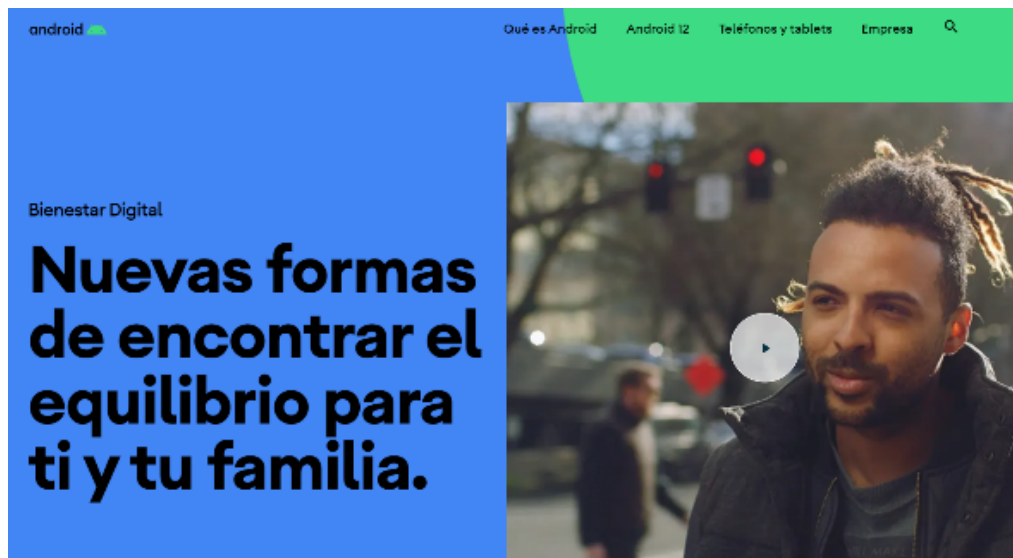 android
Qué es Android
Android 12
Teléfonos y tablets
Empresa
Bienestar Digital
Nuevas formas
de encontrar el
equilibrio para
ti y tu familia.